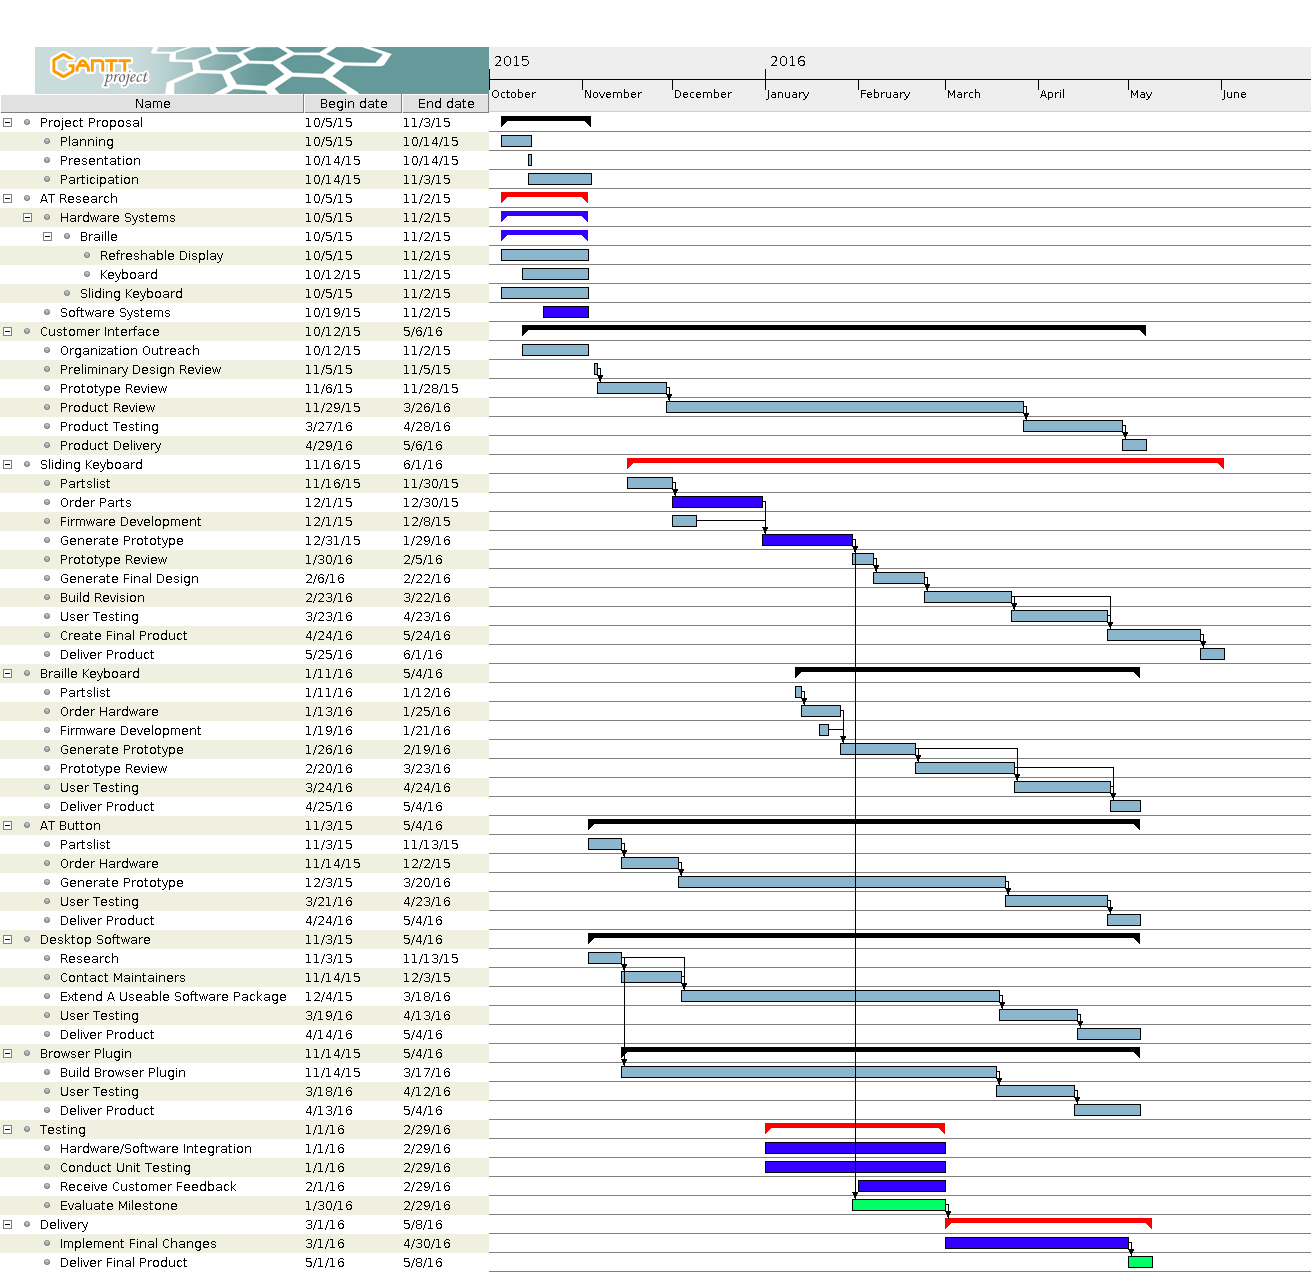 GANTT project
2015 2016
October November December January February March April May June
Name Begin date End date
Project Proposal 10/5/15 11/3/15
Planning 10/5/15 10/14/15
Presentation 10/14/15 10/14/15
Participation 10/14/15 11/3/15
AT Research 10/5/15 11/2/15
Hardware Systems 10/5/15 11/2/15
Braille 10/5/15 11/2/15
Refreshable Display 10/5/15 11/2/15
Keyboard 10/12/15 11/2/15
Sliding Keyboard 10/5/15 11/2/15
Software Systems 10/19/15 11/2/15
Customer Interface 10/12/15 5/6/16
Organization Outreach 10/12/15 11/2/15
Preliminary Design Review 11/5/15 11/5/15
Prototype Review 11/6/15 11/28/15
Product Review 11/29/15 3/26/16
Product Testing 3/27/16 4/28/16
Product Delivery 4/29/16 5/6/16
Sliding Keyboard 11/16/15 6/1/16
Partslist 11/16/15 11/30/15
Order Parts 12/1/15 12/30/15
Firmware Development 12/1/15 12/8/15
Generate Prototype 12/31/15 1/29/16
Prototype Review 1/30/16 2/5/16
Generate Final Design 2/6/16 2/22/16
Build Revision 2/23/16 3/22/16
User Testing 3/23/16 4/23/16
Create Final Product 4/24/16 5/24/16
Deliver Product 5/25/16 6/1/16
Braille Keyboard 1/11/16 5/4/16
Partslist 1/11/16 1/12/16
Order Hardware 1/13/16 1/25/16
Firmware Development 1/19/16 1/21/16
Generate Prototype 1/26/16 2/19/16
Prototype Review 2/20/16 3/23/16
User Testing 3/24/16 4/24/16
Deliver Product 4/25/16 5/4/16
AT Button 11/3/15 5/4/16
Partslist 11/3/15 11/13/15
Order Hardware 11/14/15 12/2/15
Generate Prototype 12/3/15 3/20/16
User Testing 3/21/16 4/23/16
Deliver Product 4/24/16 5/4/16
Desktop Software 11/3/15 5/4/16
Research 11/3/15 11/13/15
Contact Maintainers 11/14/15 12/3/15
Extend A Useable Software Package 12/4/15 3/18/16
User Testing 3/19/16 4/13/16
Deliver Product 4/14/16 5/4/16
Browser Plugin 11/14/15 5/4/16
Build Browser Plugin 11/14/15 3/17/16
User Testing 3/18/16 4/12/16
Deliver Product 4/13/16 5/4/16
Testing 1/1/16 2/29/16
Hardware/Software Integration 1/1/16 2/29/16
Conduct Unit Testing 1/1/16 2/29/16
Receive Customer Feedback 2/1/16 2/29/16
Evaluate Milestone 1/30/16 2/29/16
Delivery 3/1/16 5/8/16
Implement Final Changes 3/1/16 4/30/16
Deliver Final Product 5/1/16 5/8/16